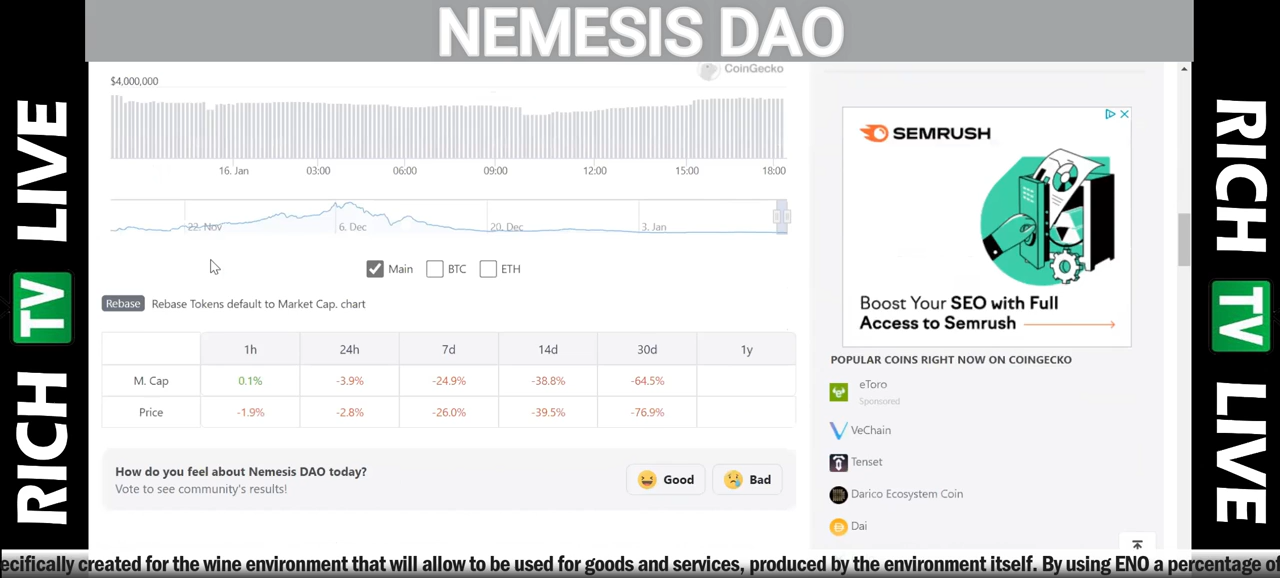 NEMESIS DAO
RICH TV LIVE
CoinGecko
$4,000,000
16. Jan 03:00 06:00 09:00 12:00 15:00 18:00
22. Nov 6. Dec 20. Dec 3. Jan
Main BTC ETH
Rebase Rebase Tokens default to Market Cap. chart
1h 24h 7d 14d 30d 1y
M. Cap 0.1% -3.9% -24.9% -38.8% -64.5%
Price -1.9% -2.8% -26.0% -39.5% -76.9%
How do you feel about Nemesis DAO today?
Vote to see community's results!
Good Bad
SEMRUSH
Boost Your SEO with Full
Access to Semrush
POPULAR COINS RIGHT NOW ON COINGECKO
eToro
Sponsored
VeChain
Tenset
Darico Ecosystem Coin
Dai
RICH TV LIVE
ecifically created for the wine environment that will allow to be used for goods and services, produced by the environment itself. By using ENO a percentage of